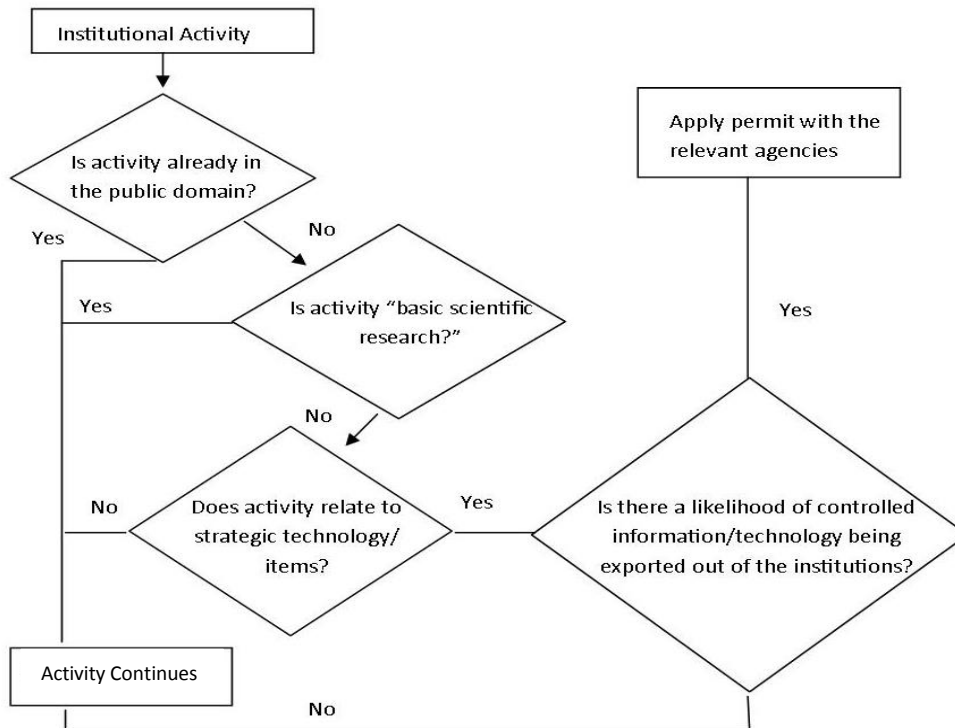 Institutional Activity
Is activity already in
the public domain?
Apply permit with the
relevant agencies
Yes
No
Is activity “basic scientific
research?”
Yes
Yes
No
Does activity relate to
strategic technology/
items?
No
Yes
Is there a likelihood of controlled
information/technology being
exported out of the institutions?
Activity Continues
No